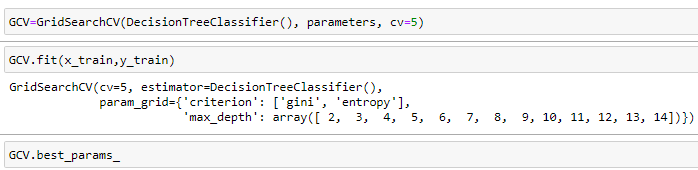 GCV=GridSearchCV(DecisionTreeClassifier(), parameters, cv=5)
GCV.fit(x_train,y_train)
GridSearchCV(cv=5, estimator=DecisionTreeClassifier(),
param_grid={'criterion': ['gini', 'entropy'],
'max_depth': array([ 2, 3, 4, 5, 6, 7, 8, 9, 10, 11, 12, 13, 14])})
GCV.best_params_